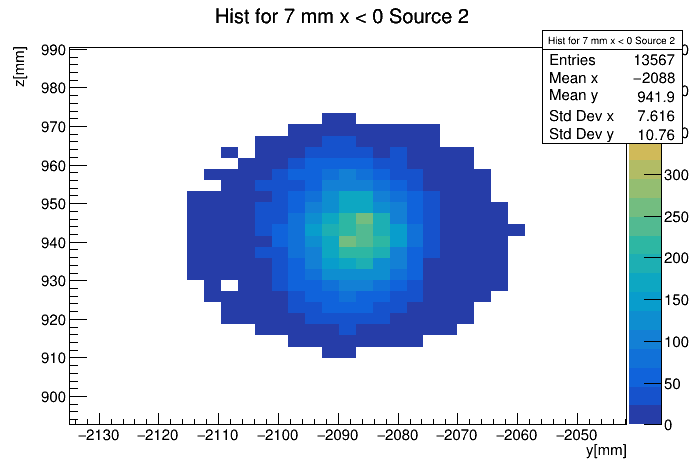 Hist for 7 mm x < 0 Source 2
z[mm]
990
980
970
960
950
940
930
920
910
900
−2130 −2120 −2110 −2100 −2090 −2080 −2070 −2060 −2050
y[mm]
Hist for 7 mm x < 0 Source 2
Entries 13567
Mean x −2088
Mean y 941.9
Std Dev x 7.616
Std Dev y 10.76
300
250
200
150
100
50
0